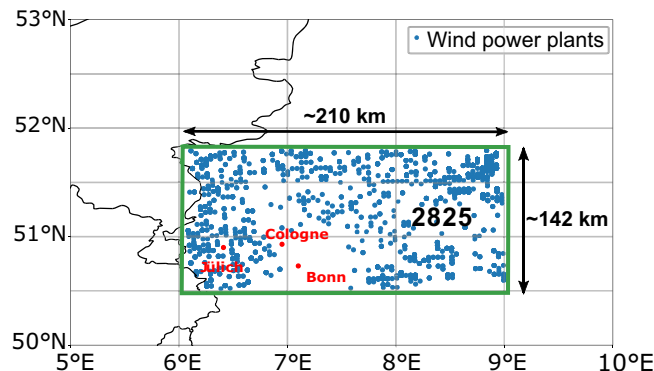 53°N
Wind power plants
~210 km
52°N
2825
~142 km
Cologne
51°N
Jülich
Bonn
50°N
5°E
6°E
7°E
8°E
9°E
10°E